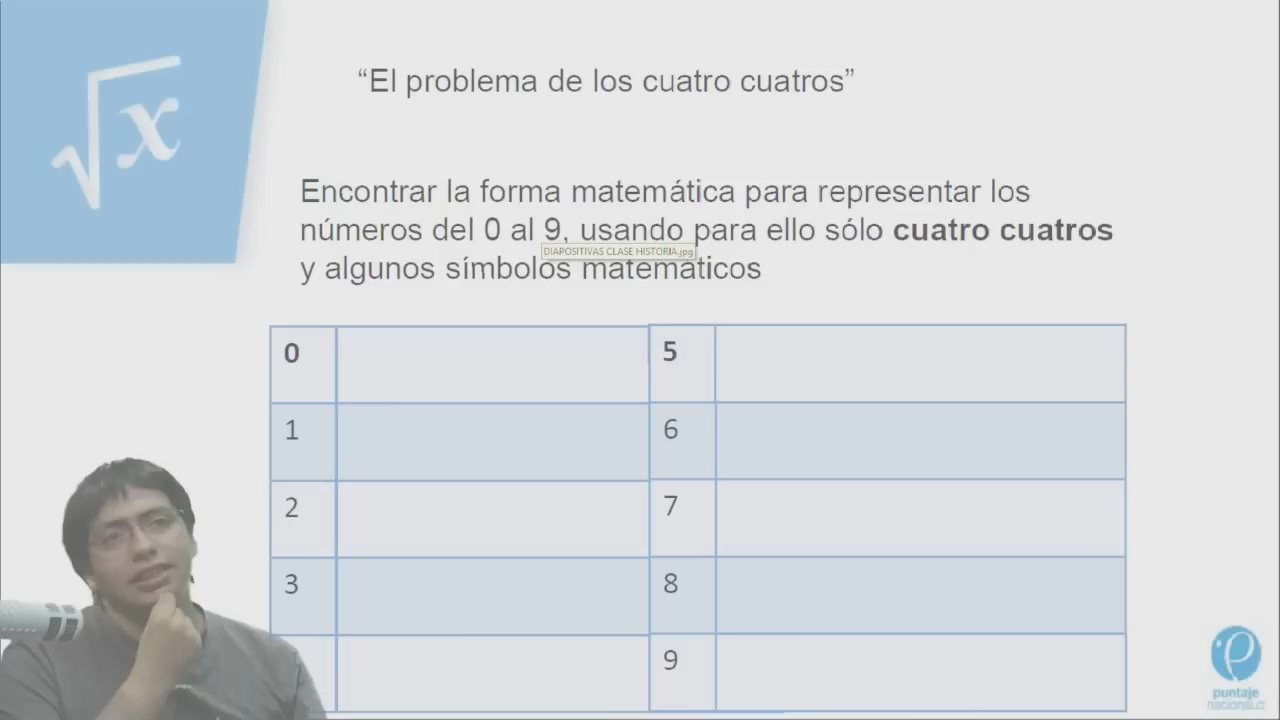 √x
“El problema de los cuatro cuatros”
Encontrar la forma matemática para representar los
números del 0 al 9, usando para ello sólo cuatro cuatros
DIAPOSITIVAS CLASE HISTORIA.jpg
y algunos símbolos matemáticos
0
5
1
6
2
7
3
8
9
puntaje
nacional.cl